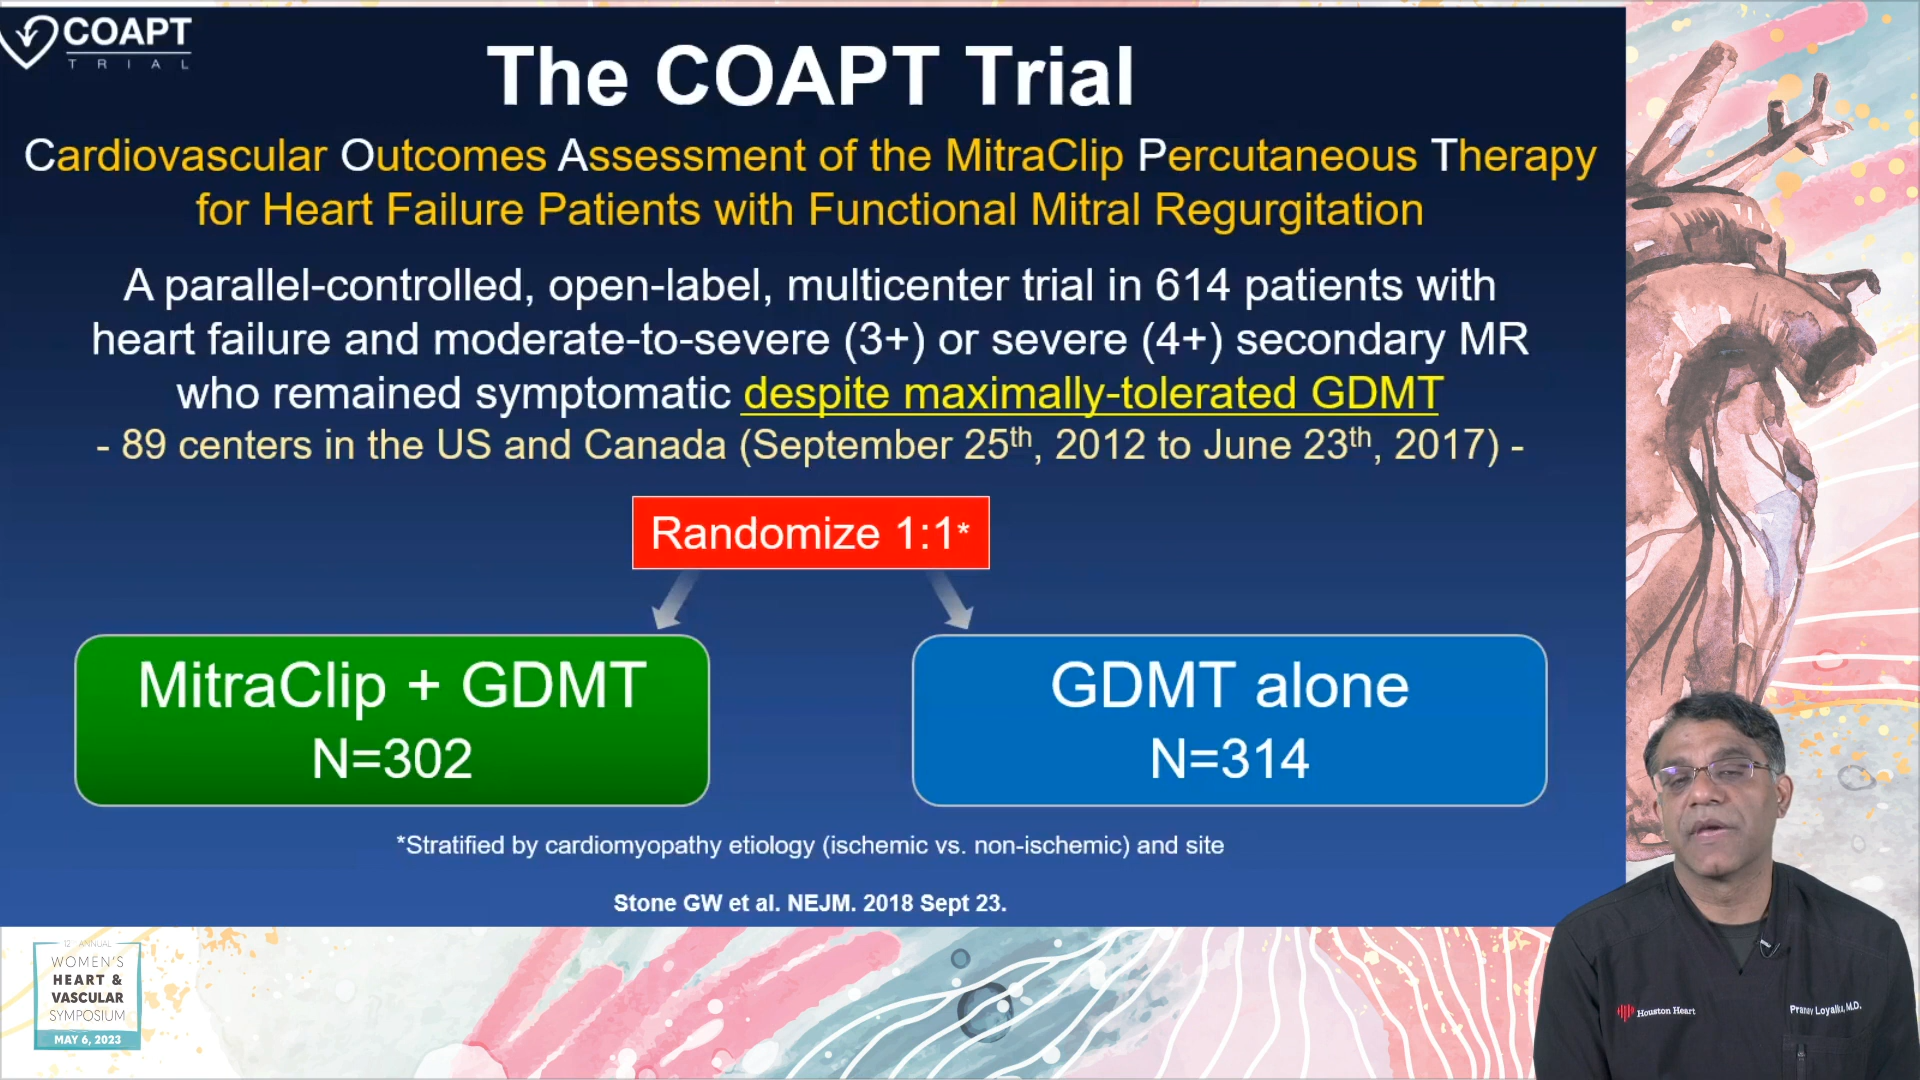 COAPT
TRIAL
The COAPT Trial
Cardiovascular Outcomes Assessment of the MitraClip Percutaneous Therapy
for Heart Failure Patients with Functional Mitral Regurgitation
A parallel-controlled, open-label, multicenter trial in 614 patients with
heart failure and moderate-to-severe (3+) or severe (4+) secondary MR
who remained symptomatic despite maximally-tolerated GDMT
- 89 centers in the US and Canada (September 25th, 2012 to June 23th, 2017) -
Randomize 1:1*
MitraClip + GDMT
N=302
GDMT alone
N=314
*Stratified by cardiomyopathy etiology (ischemic vs. non-ischemic) and site
Stone GW et al. NEJM. 2018 Sept 23.
12th ANNUAL
WOMEN'S
HEART &
VASCULAR
SYMPOSIUM
MAY 6, 2023
Houston Heart
Pranav Loyalka, M.D.